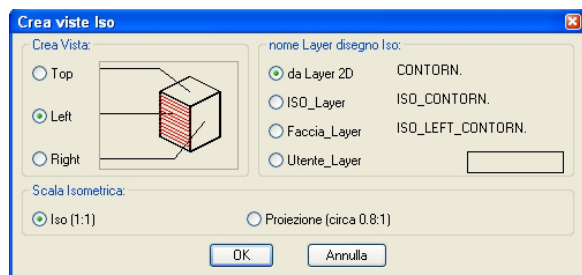 Crea viste Iso
Crea Vista:
Top
Left
Right
nome Layer disegno Iso:
da Layer 2D CONTORN.
ISO_Layer ISO_CONTORN.
Faccia_Layer ISO_LEFT_CONTORN.
Utente_Layer
Scala Isometrica:
Iso (1:1) Proiezione (circa 0.8:1)
OK Annulla